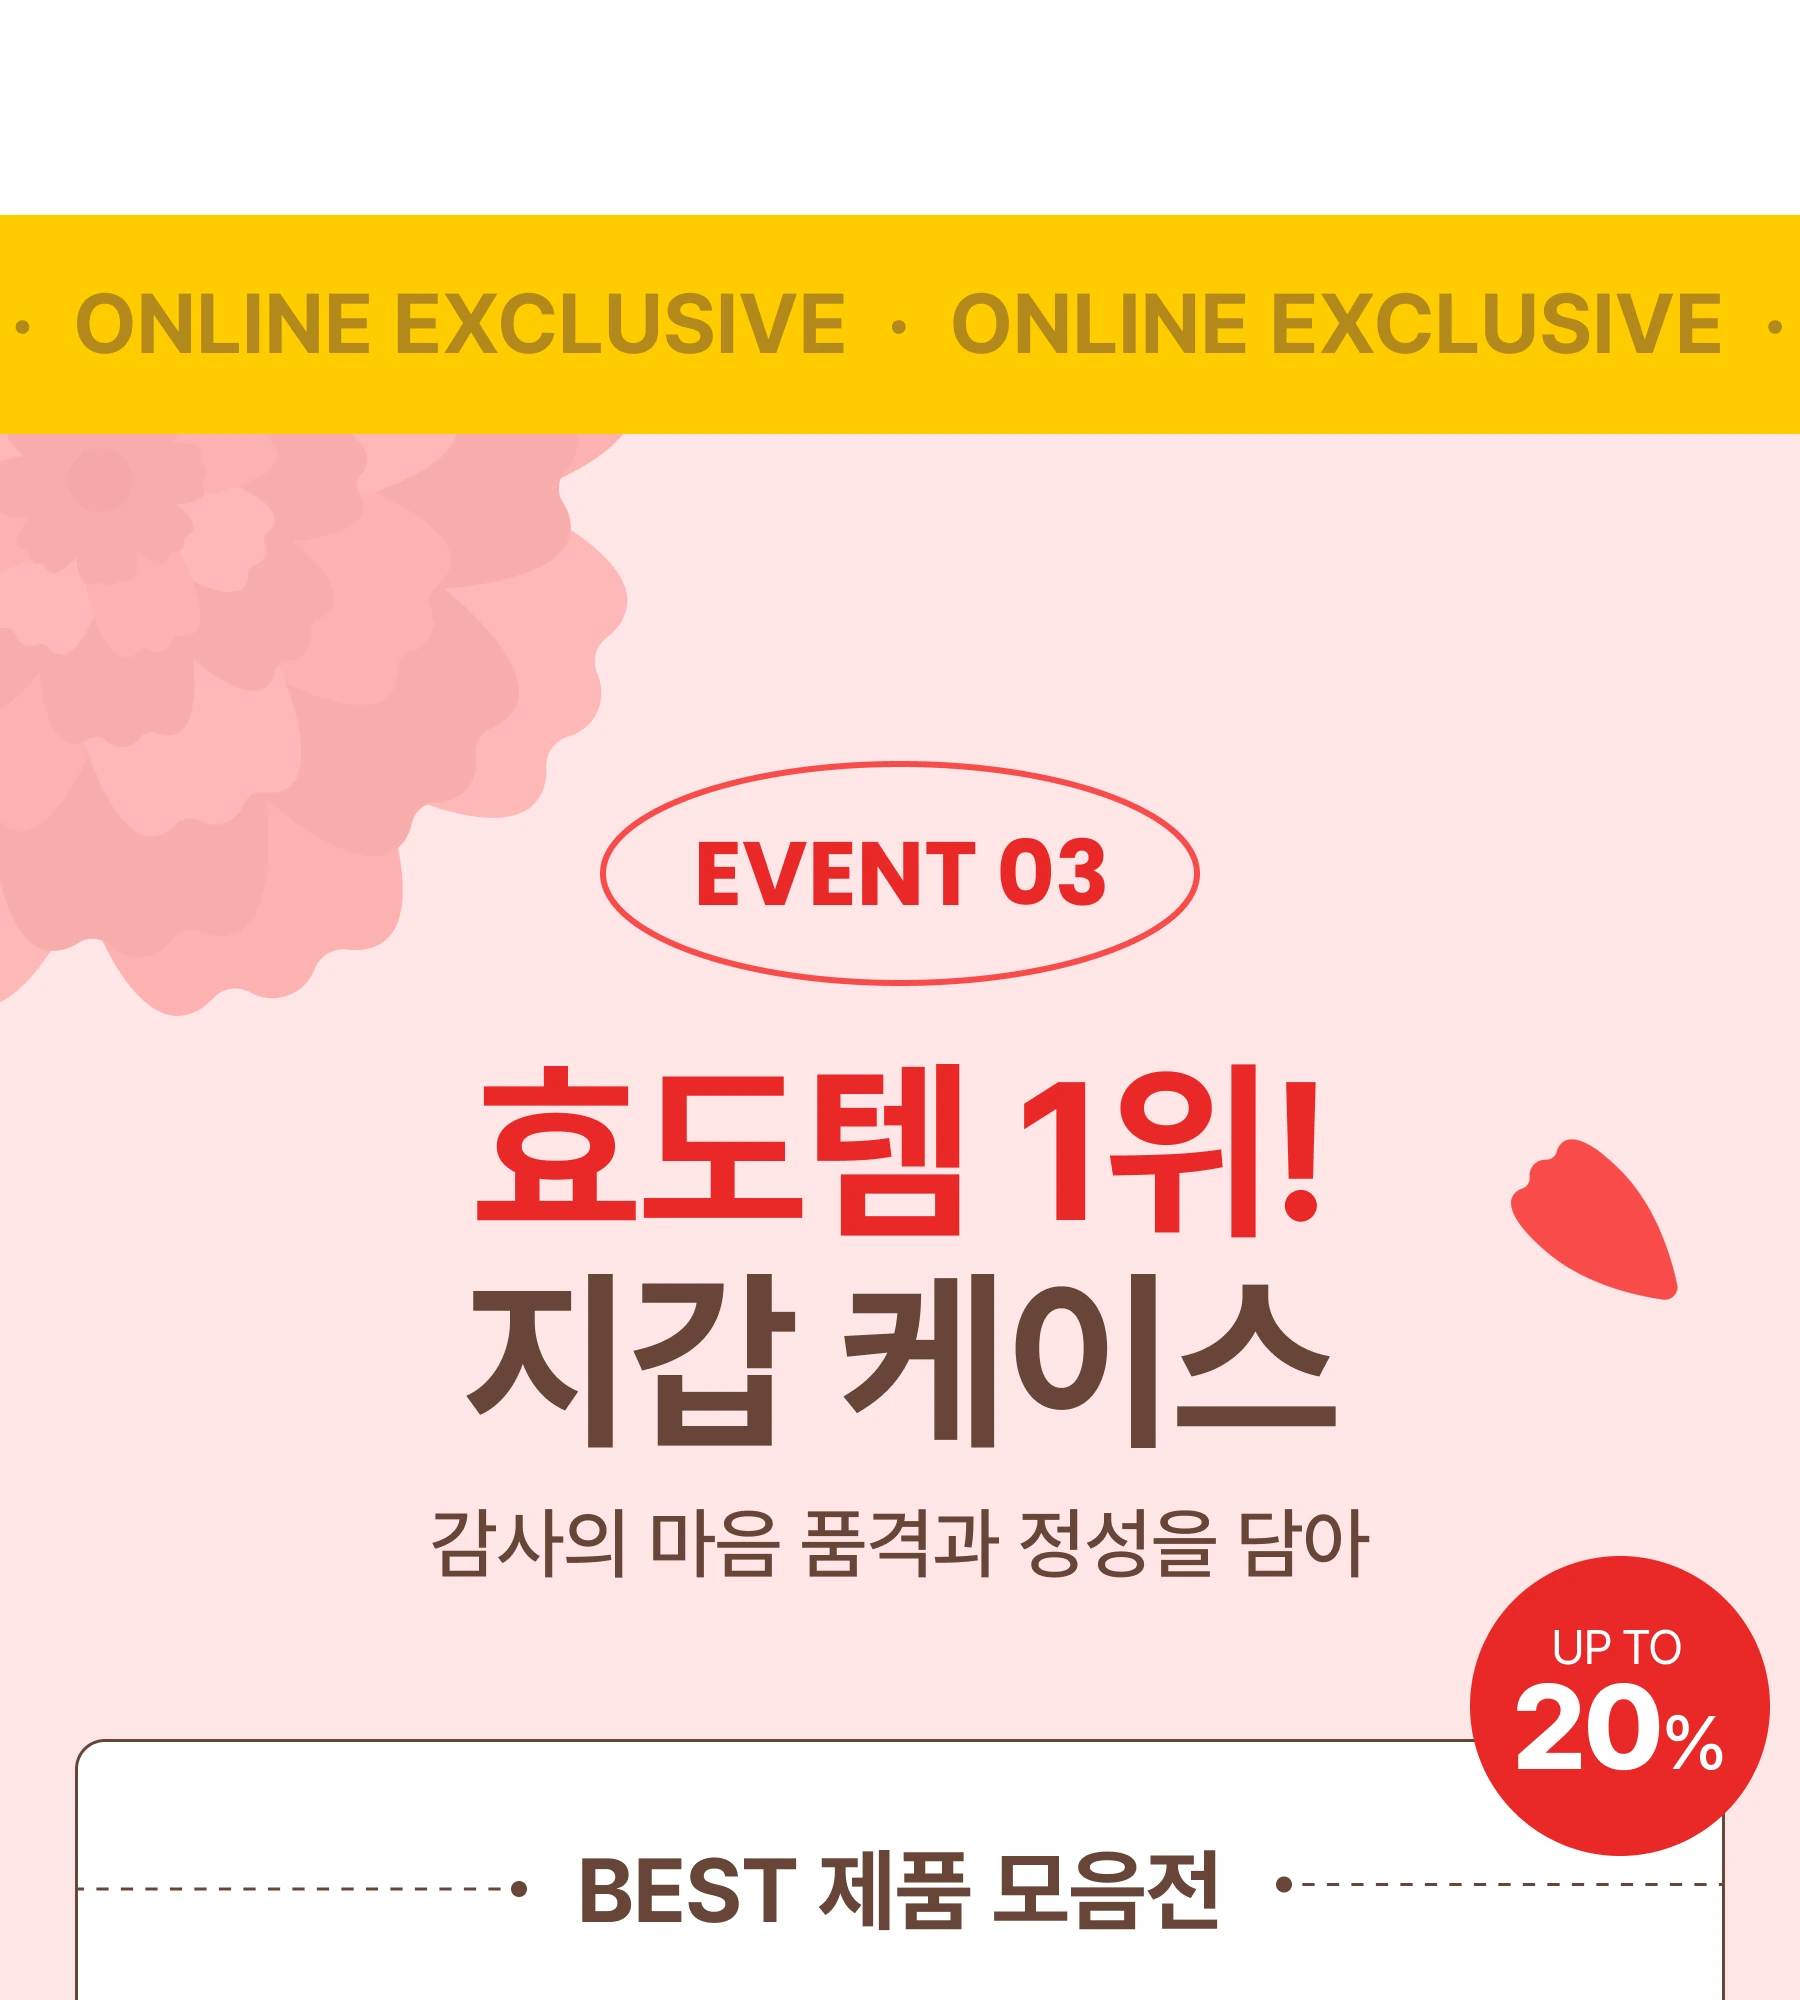 • ONLINE EXCLUSIVE • ONLINE EXCLUSIVE •
EVENT 03
효도템 1위!
지갑 케이스
감사의 마음 품격과 정성을 담아
UP TO
20%
BEST 제품 모음전